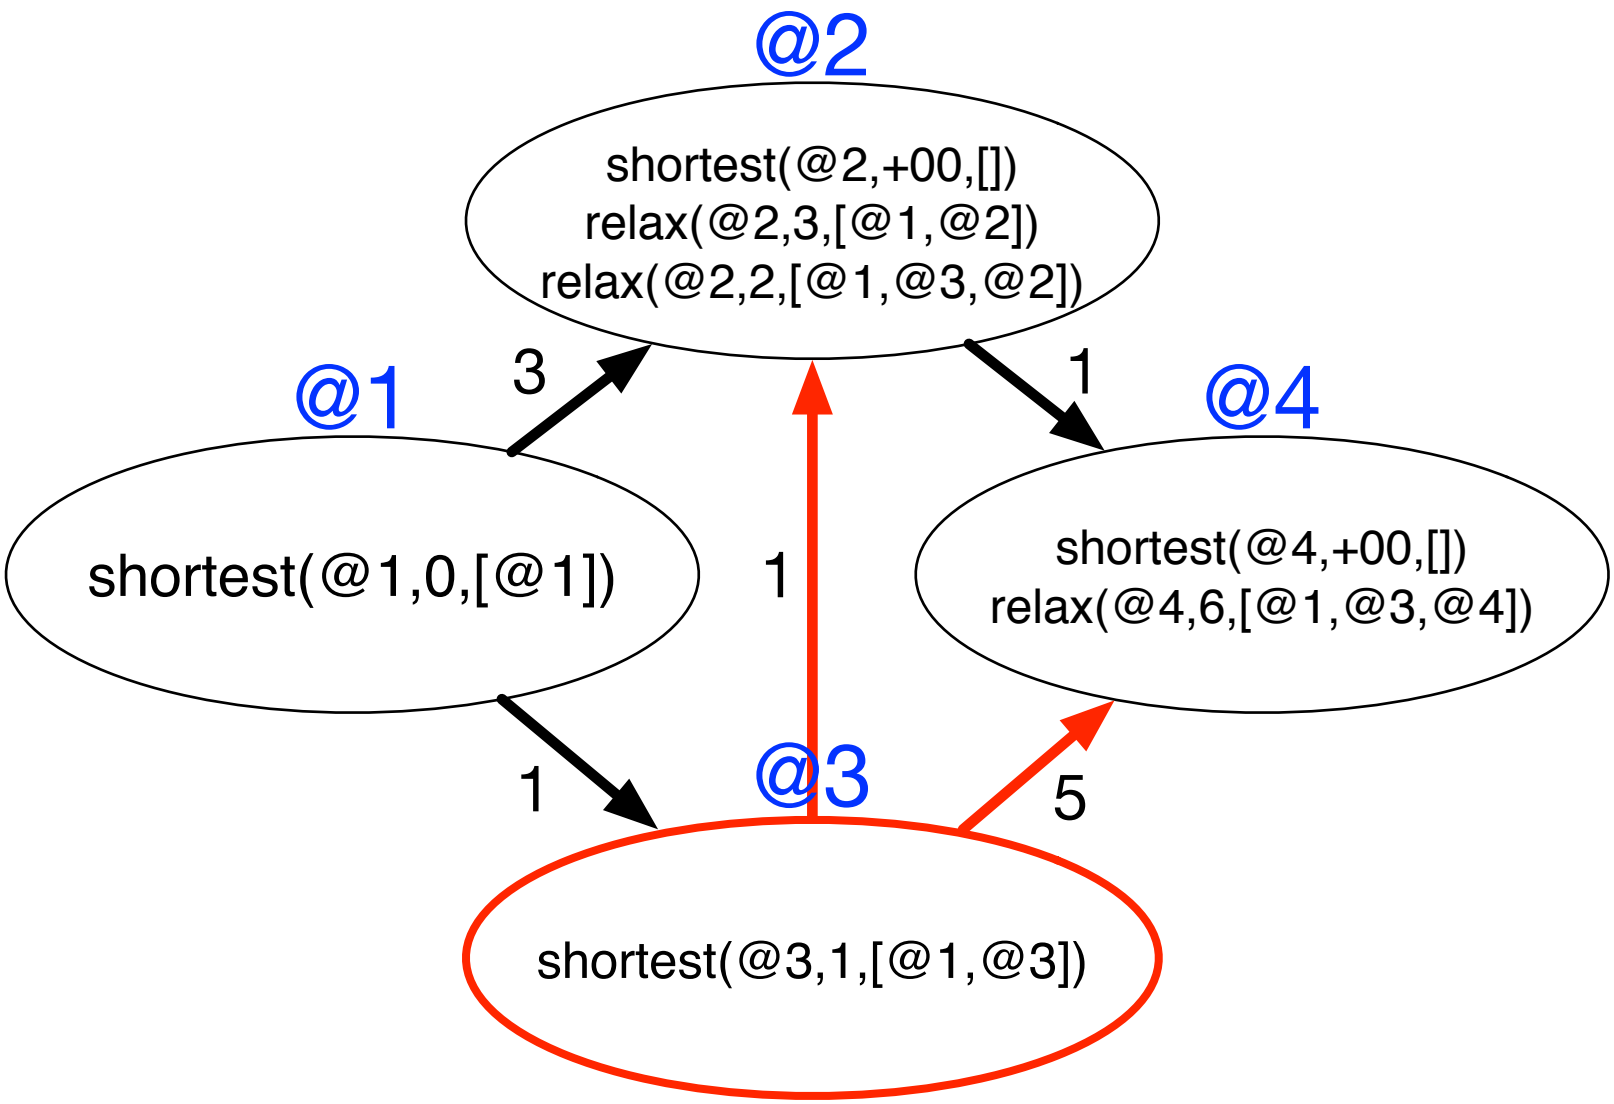 @2
shortest(@2,+00,[])
relax(@2,3,[@1,@2])
relax(@2,2,[@1,@3,@2])
3
1
@1
@4
shortest(@1,0,[@1])
1
shortest(@4,+00,[])
relax(@4,6,[@1,@3,@4])
1
@3
5
shortest(@3,1,[@1,@3])